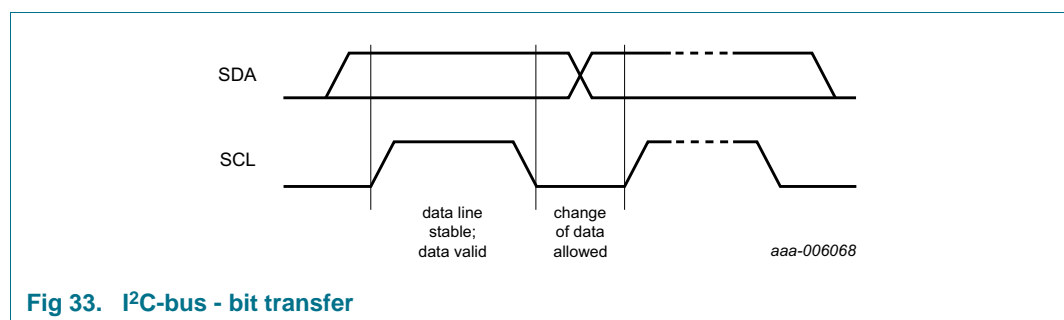 SDA
SCL
data line
stable;
data valid
change
of data
allowed
aaa-006068
Fig 33. I²C-bus - bit transfer